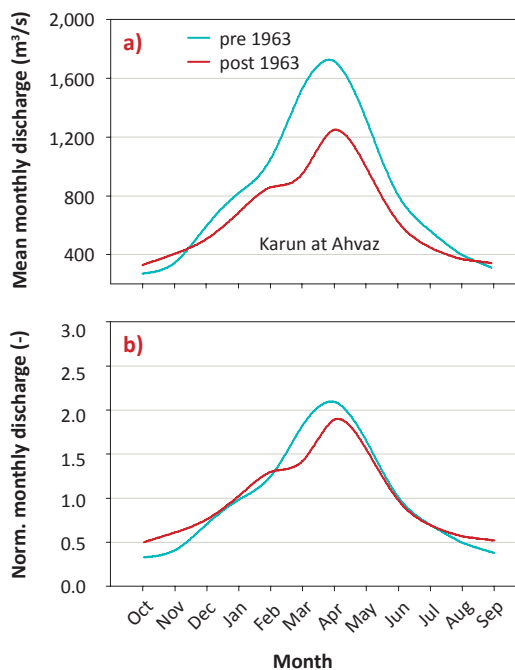 a)
pre 1963
post 1963
Mean monthly discharge (m³/s)
2,000
1,600
1,200
800
400
Karun at Ahvaz
b)
Norm. monthly discharge (-)
3.0
2.5
2.0
1.5
1.0
0.5
0.0
Oct Nov Dec Jan Feb Mar Apr May Jun Jul Aug Sep
Month